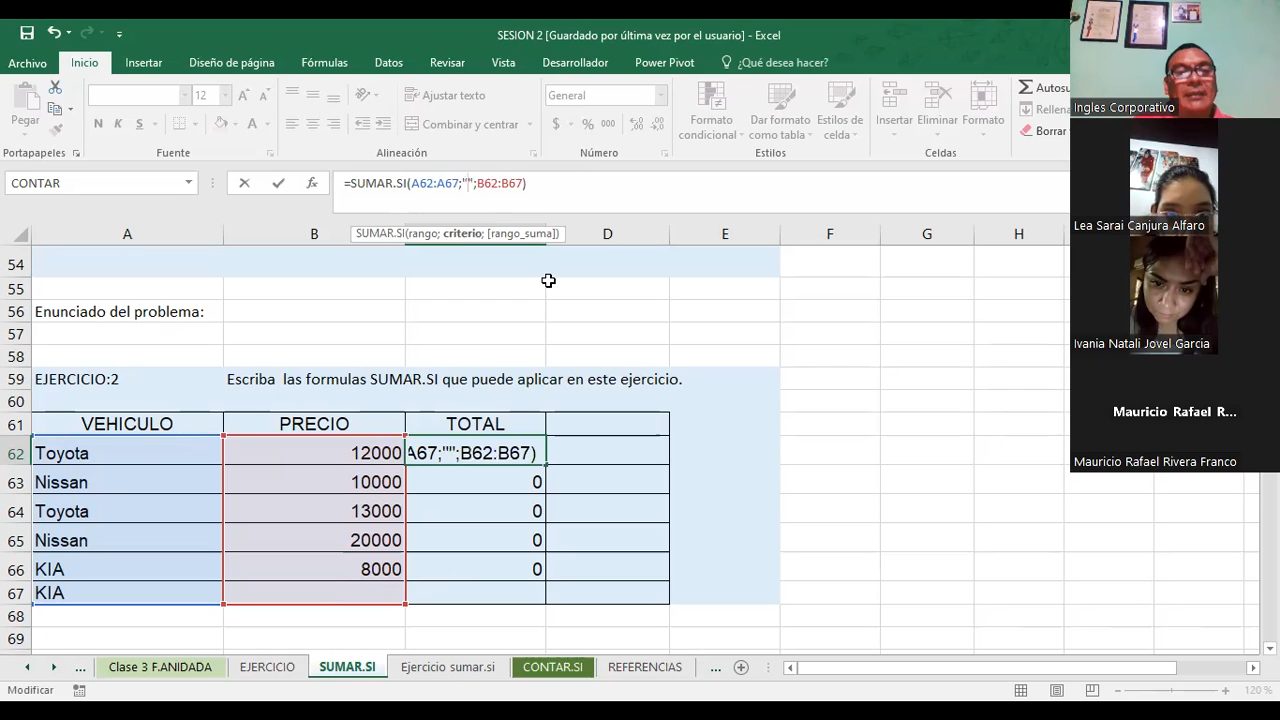 SESION 2 [Guardado por última vez por el usuario] - Excel
Archivo Inicio Insertar Diseño de página Fórmulas Datos Revisar Vista Desarrollador Power Pivot ¿Qué desea hacer?
Pegar
12
N K S
Ajustar texto
Combinar y centrar
General
$ % 000
Formato condicional
Dar formato como tabla
Estilos de celda
Insertar Eliminar Formato
Autosu
Rellena
Borrar
Portapapeles Fuente Alineación Número Estilos Celdas
CONTAR
fx
=SUMAR.SI(A62:A67;"";B62:B67)
SUMAR.SI(rango; criterio; [rango_suma])
A B D E F G H
54
55
56 Enunciado del problema:
57
58
59 EJERCICIO:2 Escriba las formulas SUMAR.SI que puede aplicar en este ejercicio.
60
61 VEHICULO PRECIO TOTAL
62 Toyota 12000 A67;"";B62:B67)
63 Nissan 10000 0
64 Toyota 13000 0
65 Nissan 20000 0
66 KIA 8000 0
67 KIA
68
69
... Clase 3 F.ANIDADA EJERCICIO SUMAR.SI Ejercicio sumar.si CONTAR.SI REFERENCIAS ...
Modificar
120 %
Ingles Corporativo
Lea Sarai Canjura Alfaro
Ivania Natali Jovel Garcia
Mauricio Rafael R...
Mauricio Rafael Rivera Franco